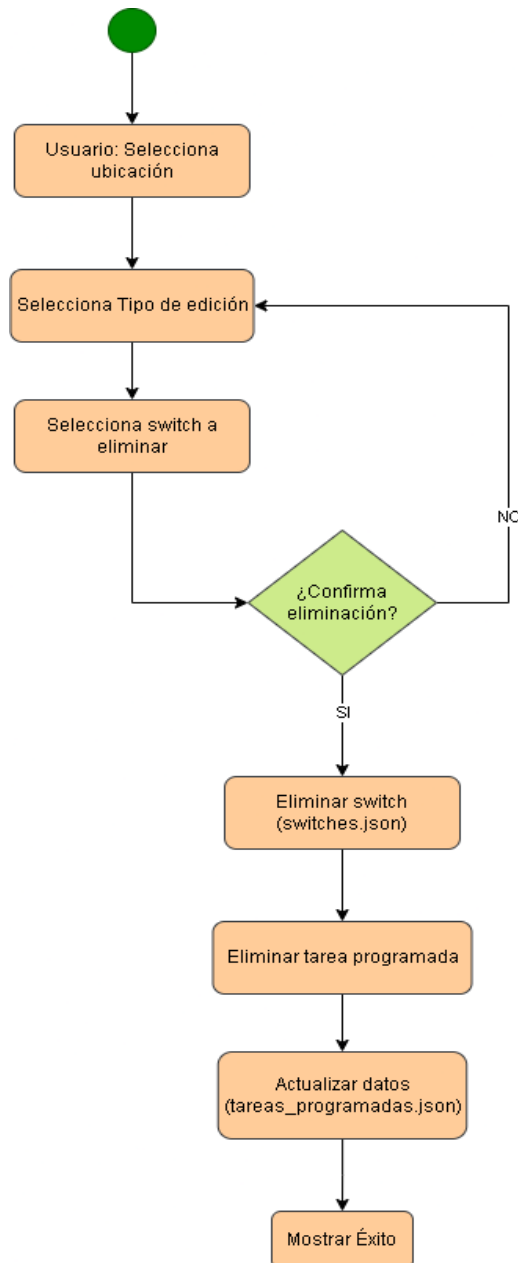 Usuario: Selecciona
ubicación
Selecciona Tipo de edición
Selecciona switch a
eliminar
NO
¿Confirma
eliminación?
SI
Eliminar switch
(switches.json)
Eliminar tarea programada
Actualizar datos
(tareas_programadas.json)
Mostrar Éxito